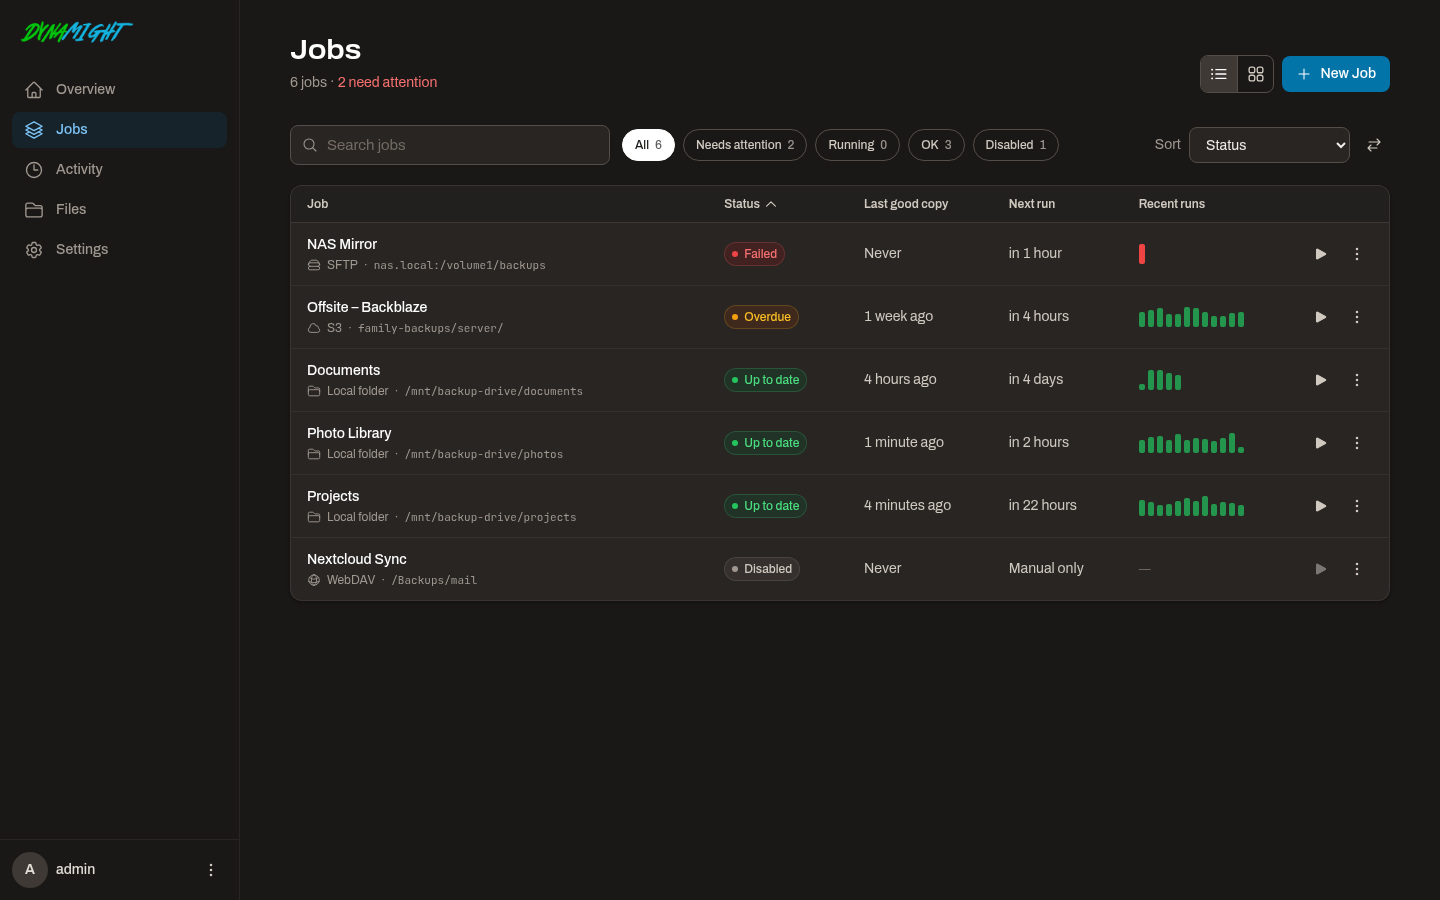 DYNAMIGHT
Overview
Jobs
Activity
Files
Settings
A admin
Jobs
6 jobs · 2 need attention
New Job
Search jobs
All 6
Needs attention 2
Running 0
OK 3
Disabled 1
Sort
Status
Job Status Last good copy Next run Recent runs
NAS Mirror
SFTP · nas.local:/volume1/backups
Failed Never in 1 hour
Offsite – Backblaze
S3 · family-backups/server/
Overdue 1 week ago in 4 hours
Documents
Local folder · /mnt/backup-drive/documents
Up to date 4 hours ago in 4 days
Photo Library
Local folder · /mnt/backup-drive/photos
Up to date 1 minute ago in 2 hours
Projects
Local folder · /mnt/backup-drive/projects
Up to date 4 minutes ago in 22 hours
Nextcloud Sync
WebDAV · /Backups/mail
Disabled Never Manual only —